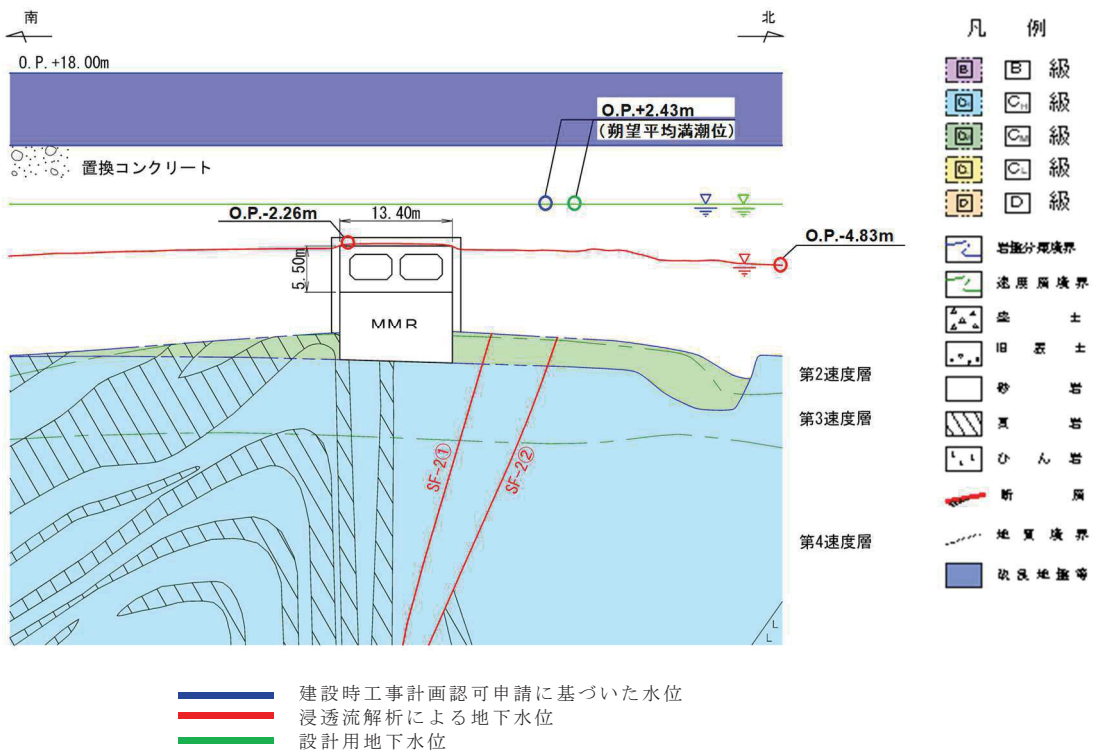 南
北
O.P.+18.00m
O.P.+2.43m
(朔望平均満潮位)
置換コンクリート
O.P.-2.26m
13.40m
O.P.-4.83m
5.50m
MMR
第2速度層
第3速度層
SF-2①
SF-2②
第4速度層
L
L
凡 例
B B 級
CH CH 級
CM CM 級
CL 級
D D 級
岩盤分類境界
速度層境界
盛土
旧表土
砂岩
頁岩
ひん岩
断層
地質境界
改良地盤等
建設時工事計画認可申請に基づいた水位
浸透流解析による地下水位
設計用地下水位